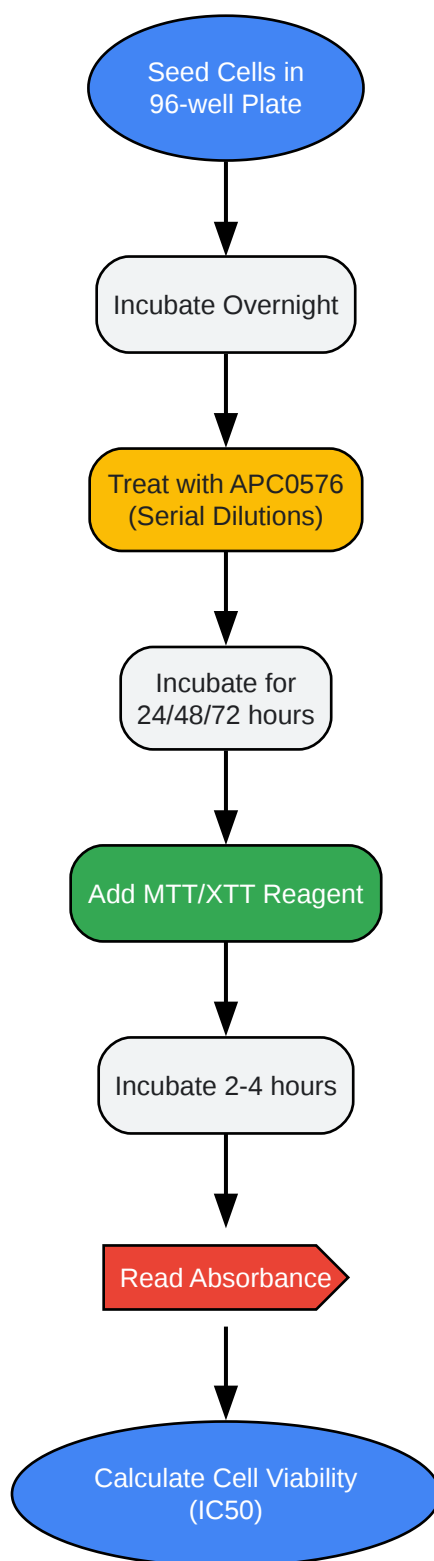 Seed Cells in
96-well Plate
Incubate Overnight
Treat with APC0576
(Serial Dilutions)
Incubate for
24/48/72 hours
Add MTT/XTT Reagent
Incubate 2-4 hours
Read Absorbance
Calculate Cell Viability
(IC50)